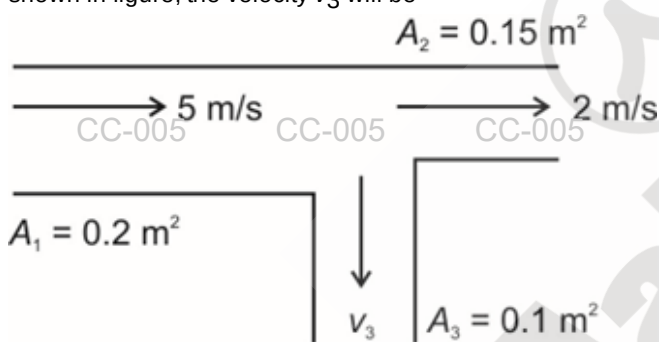 shown in figure, the velocity v3 will be
A₂ = 0.15 m²
5 m/s
2 m/s
CC-005 CC-005 CC-005
A₁ = 0.2 m²
v₃
A₃ = 0.1 m²